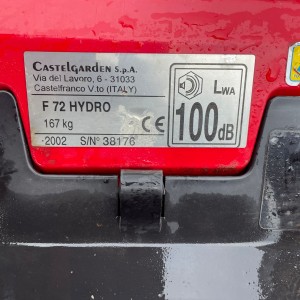 CASTELGARDEN S.p.A.
Via del Lavoro, 6 - 31033
Castelfranco V.to (ITALY)
F 72 HYDRO
167 kg
CE
-2002 S/N° 38176
LWA
100dB